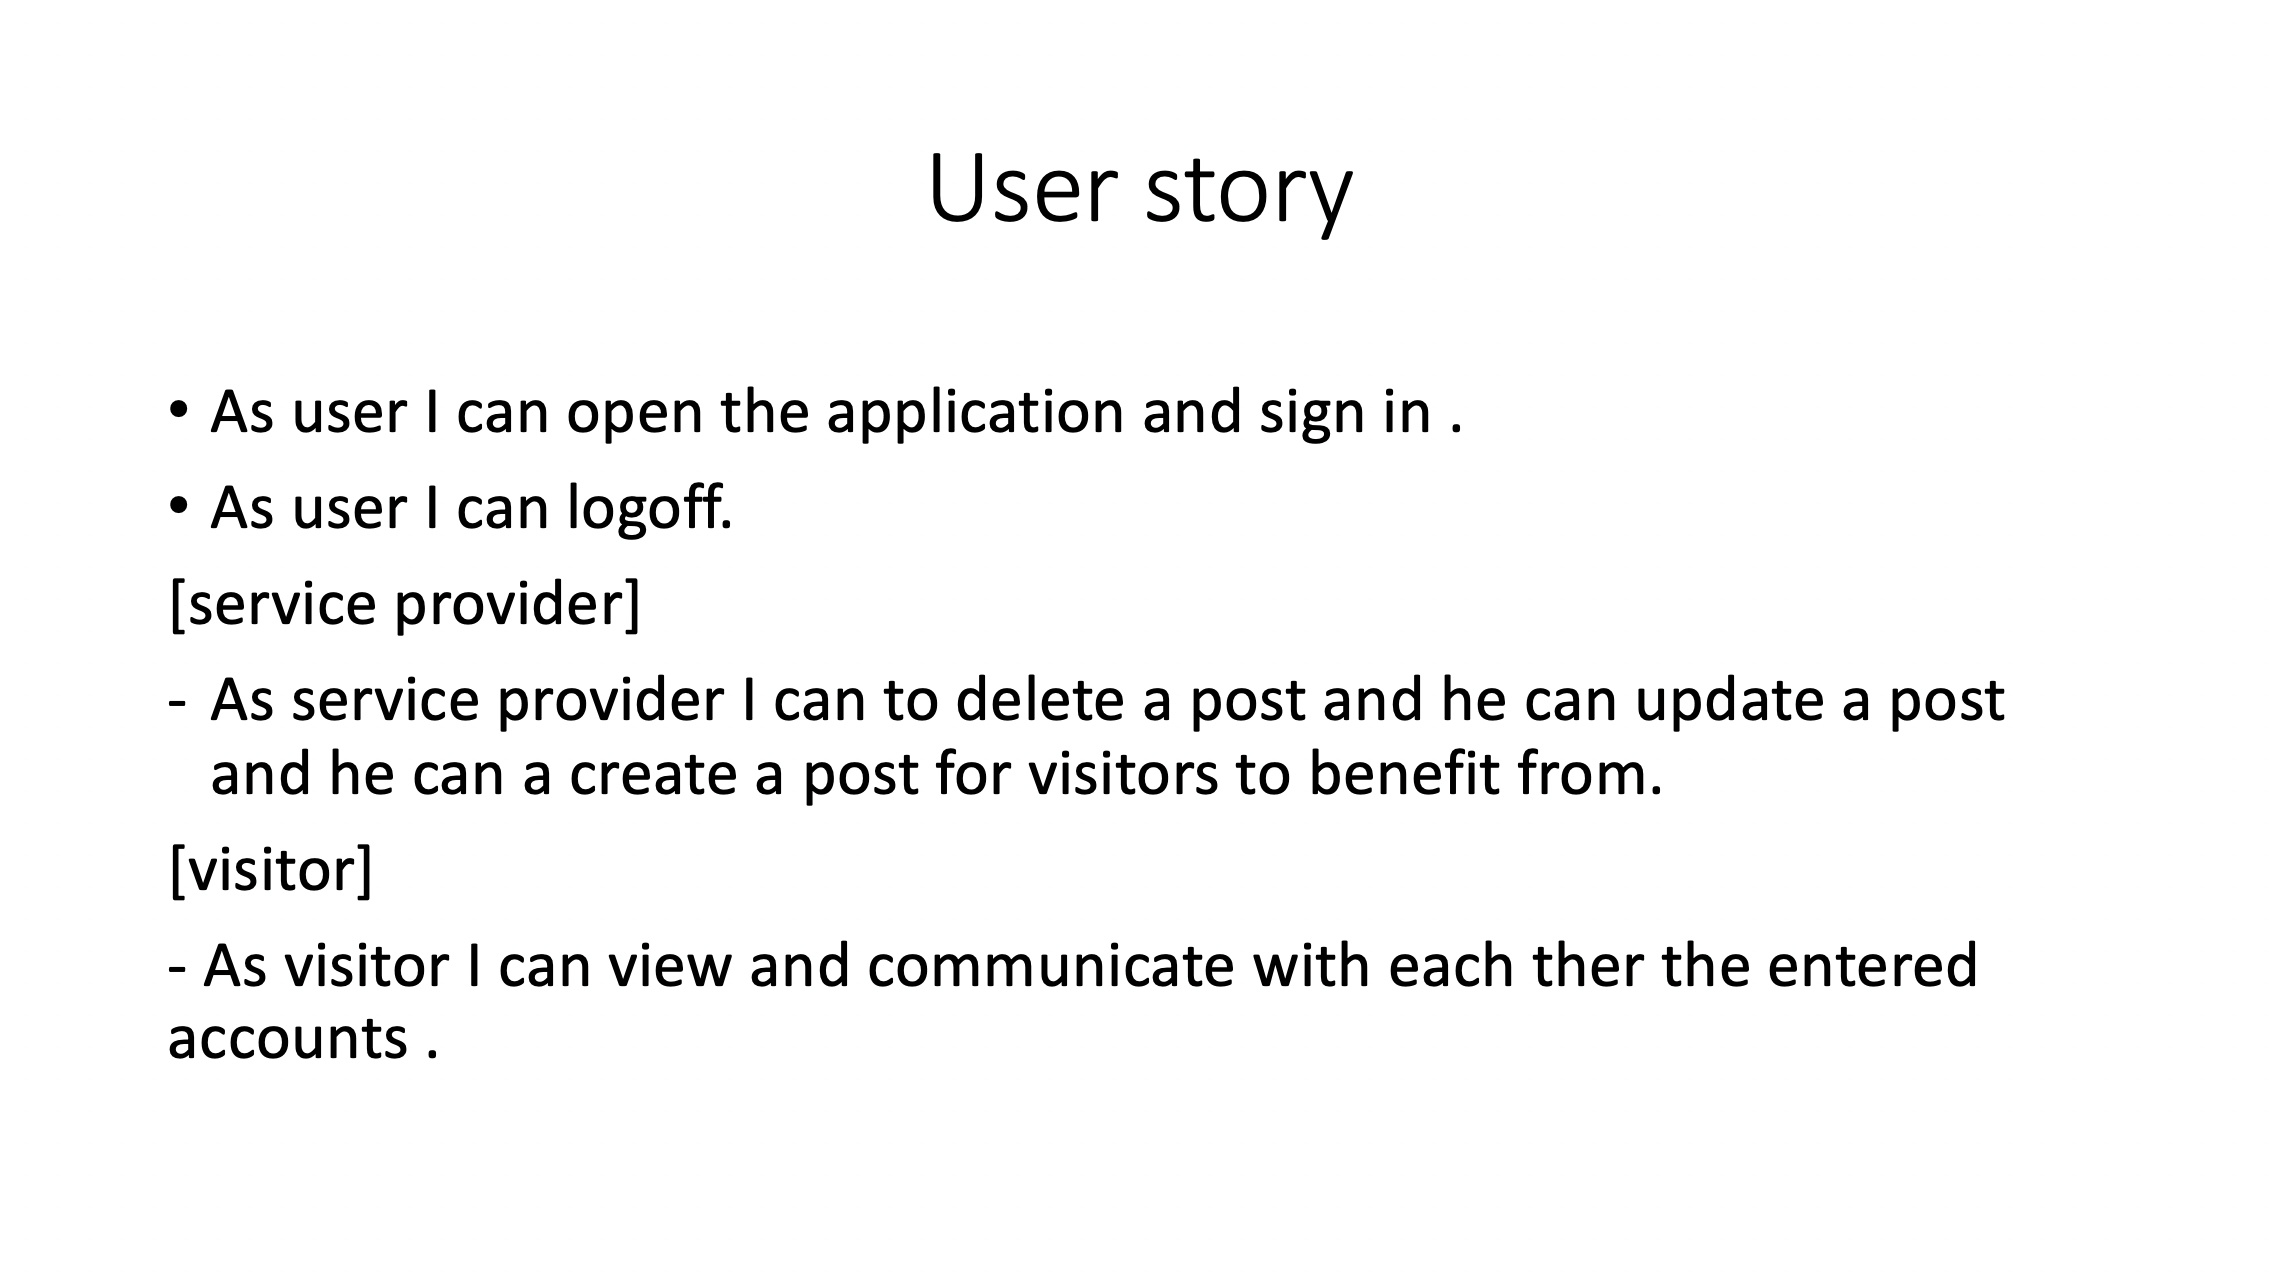 User story
• As user I can open the application and sign in .
• As user I can logoff.
[service provider]
- As service provider I can to delete a post and he can update a post
and he can a create a post for visitors to benefit from.
[visitor]
- As visitor I can view and communicate with each ther the entered
accounts .